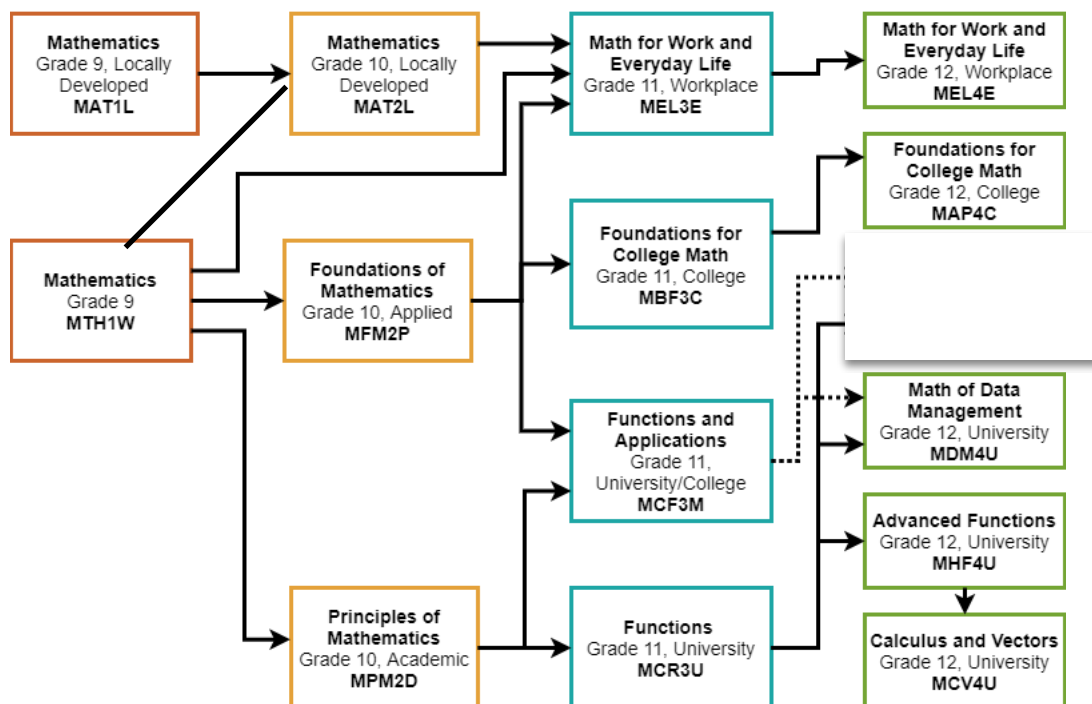 Mathematics
Grade 9, Locally
Developed
MAT1L
Mathematics
Grade 10, Locally
Developed
MAT2L
Math for Work and
Everyday Life
Grade 11, Workplace
MEL3E
Math for Work and
Everyday Life
Grade 12, Workplace
MEL4E
Foundations for
College Math
Grade 12, College
MAP4C
Mathematics
Grade 9
MTH1W
Foundations of
Mathematics
Grade 10, Applied
MFM2P
Foundations for
College Math
Grade 11, College
MBF3C
Functions and
Applications
Grade 11,
University/College
MCF3M
Math of Data
Management
Grade 12, University
MDM4U
Advanced Functions
Grade 12, University
MHF4U
Principles of
Mathematics
Grade 10, Academic
MPM2D
Functions
Grade 11, University
MCR3U
Calculus and Vectors
Grade 12, University
MCV4U